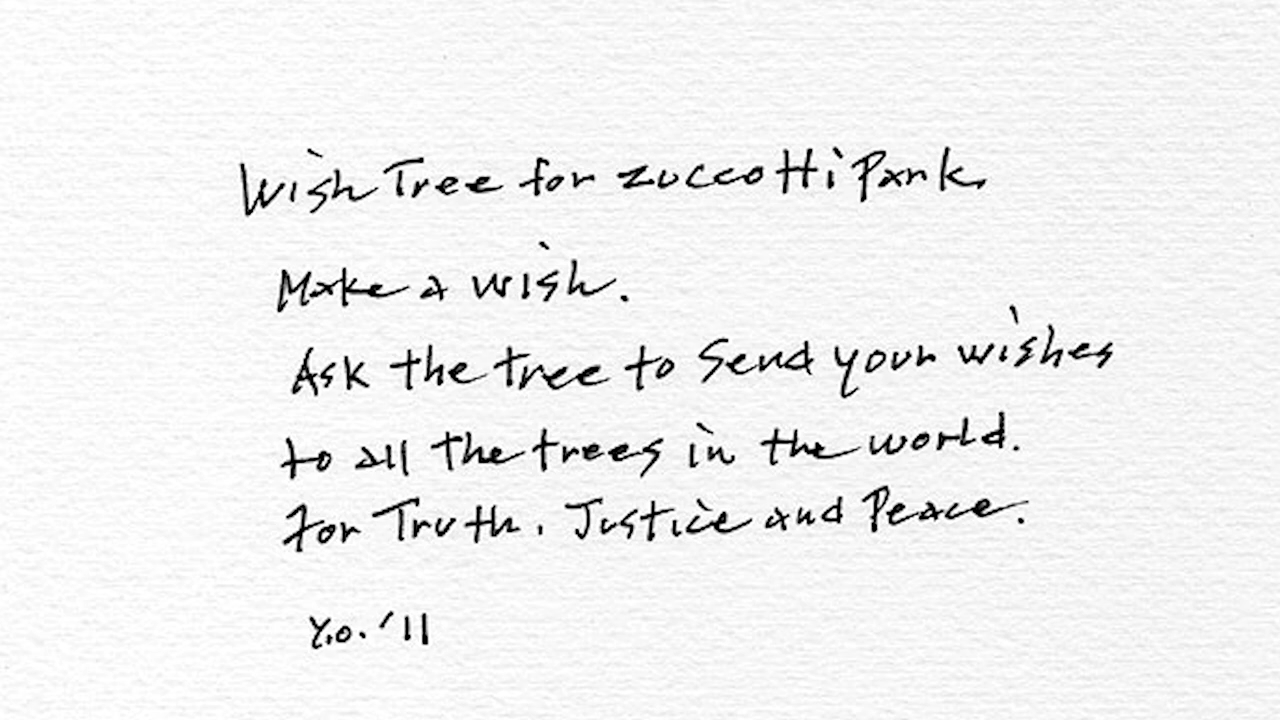 Wish Tree for Zuccotti Park
Make a wish.
Ask the tree to Send your wishes
to all the trees in the world.
For Truth, Justice and Peace.
Y.O. '11